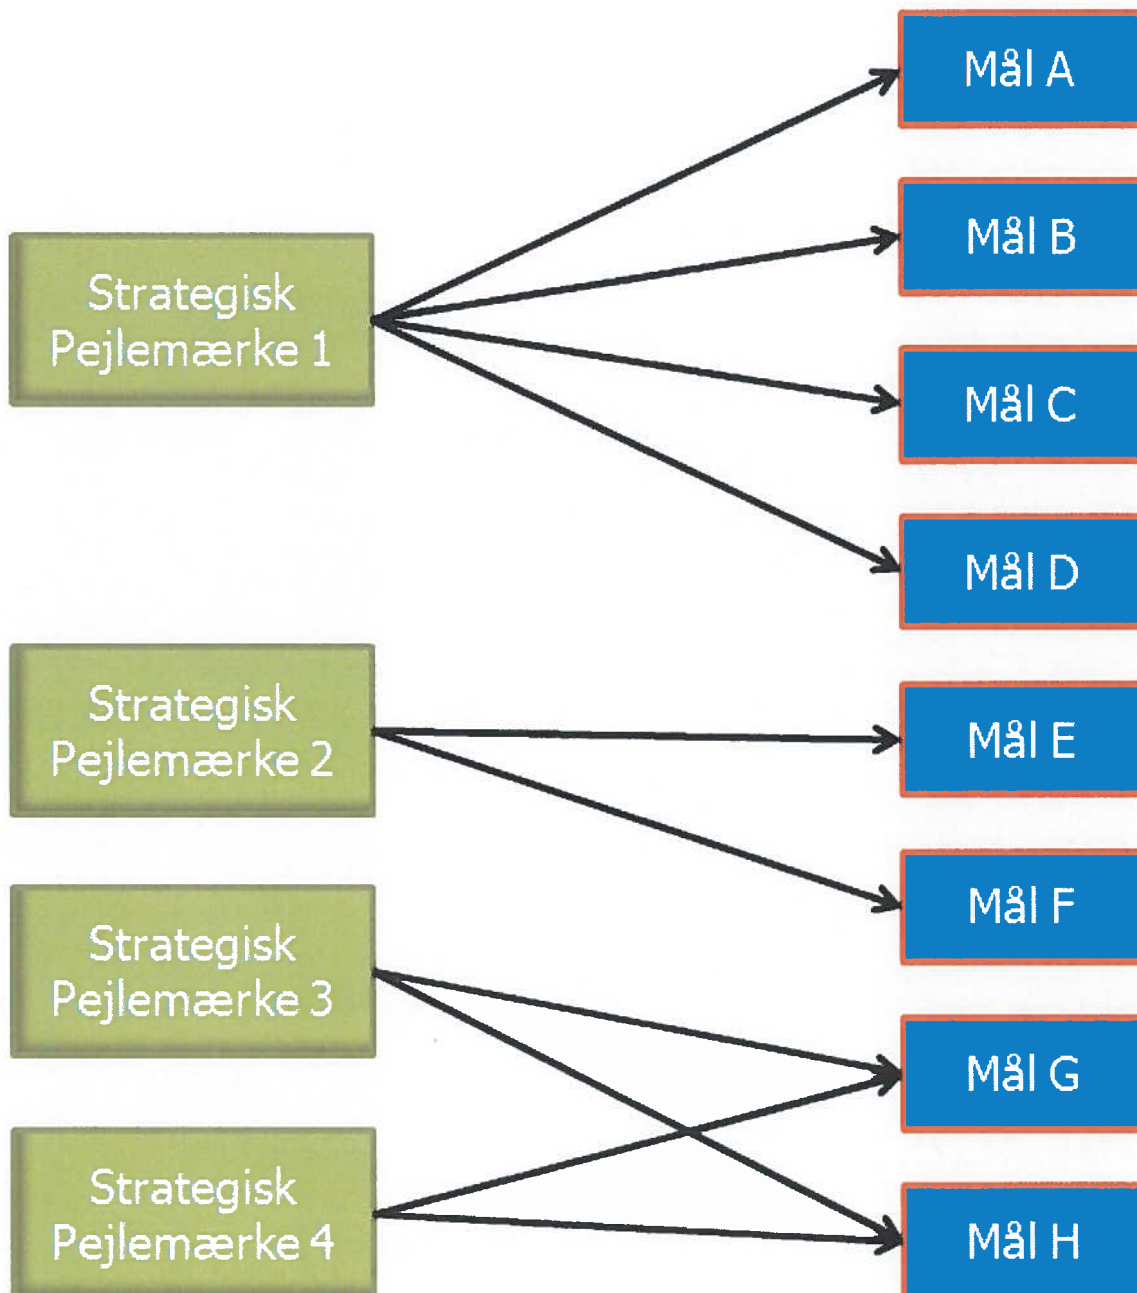 Mål A
Mål B
Strategisk
Pejlemærke 1
Mål C
Mål D
Strategisk
Pejlemærke 2
Mål E
Mål F
Strategisk
Pejlemærke 3
Mål G
Strategisk
Pejlemærke 4
Mål H